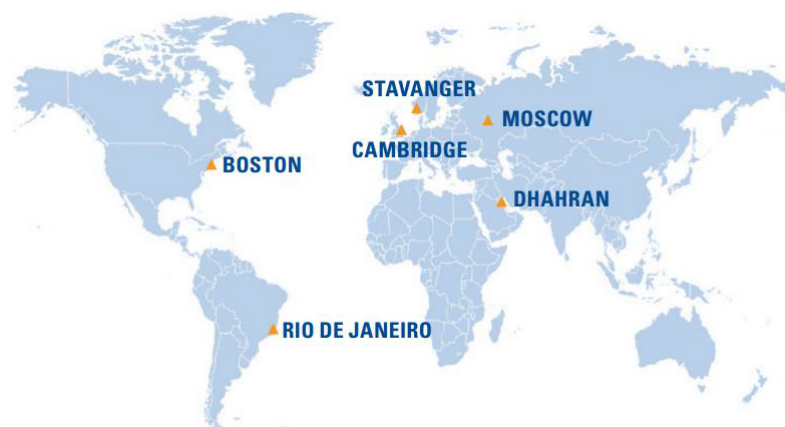 STAVANGER
MOSCOW
CAMBRIDGE
BOSTON
DHAHRAN
RIO DE JANEIRO